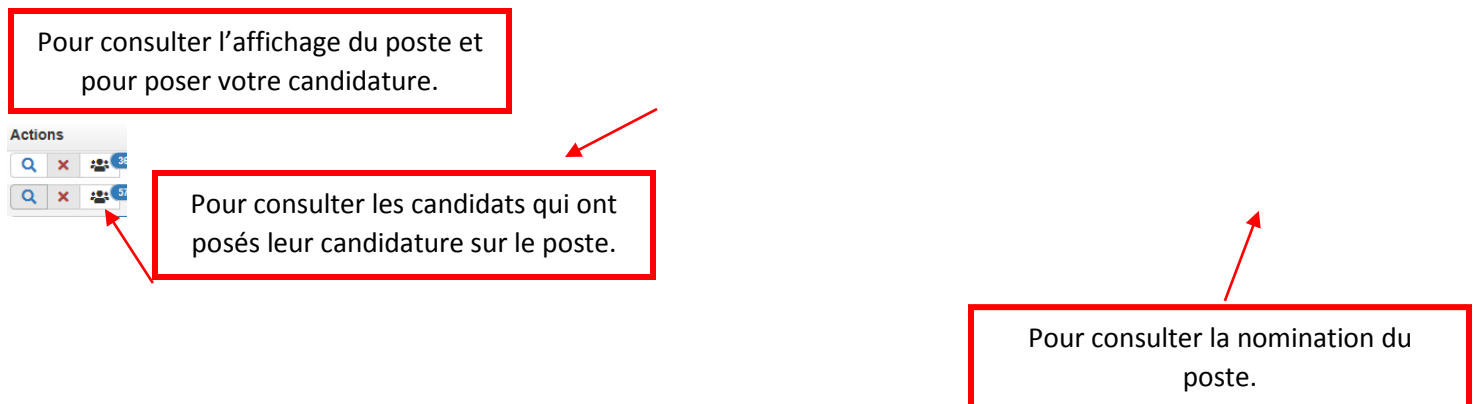 Pour consulter l’affichage du poste et
pour poser votre candidature.
Actions
57
Pour consulter les candidats qui ont
posés leur candidature sur le poste.
Pour consulter la nomination du
poste.